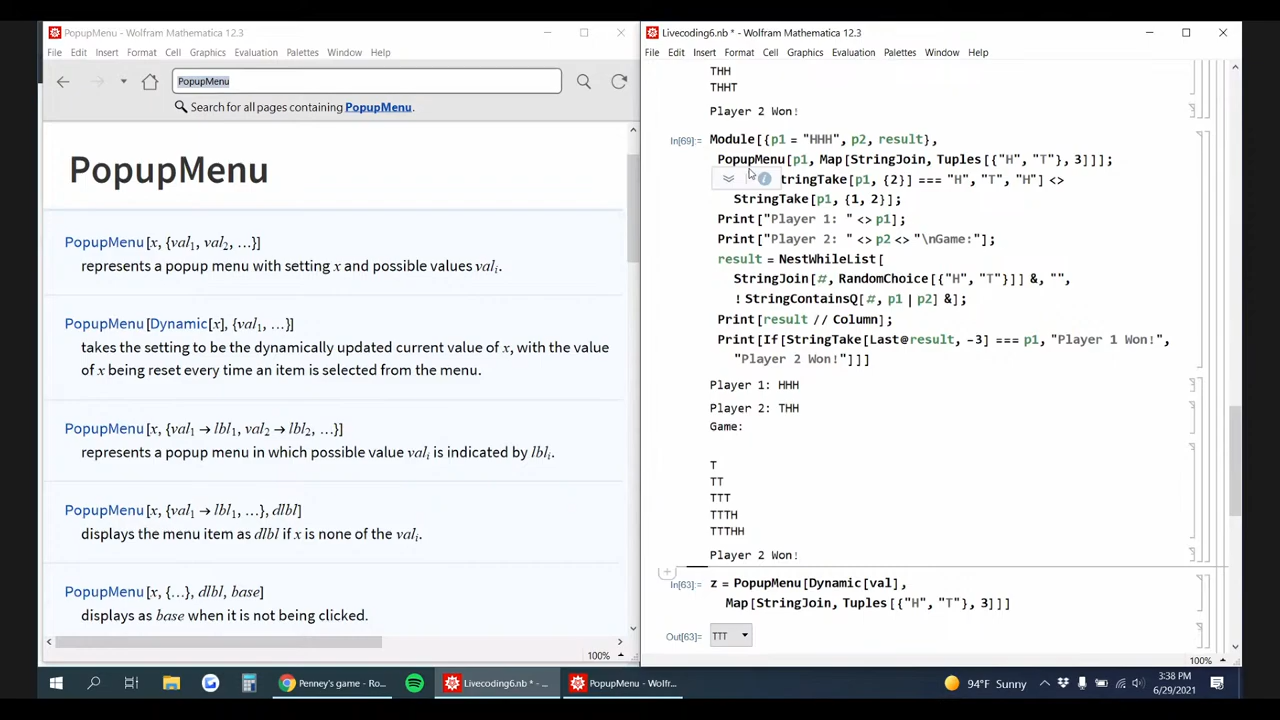 PopupMenu - Wolfram Mathematica 12.3
File Edit Insert Format Cell Graphics Evaluation Palettes Window Help
PopupMenu
Search for all pages containing PopupMenu.
PopupMenu
PopupMenu[x, {val1, val2, …}]
represents a popup menu with setting x and possible values vali.
PopupMenu[Dynamic[x], {val1, …}]
takes the setting to be the dynamically updated current value of x, with the value
of x being reset every time an item is selected from the menu.
PopupMenu[x, {val1 → lbl1, val2 → lbl2, …}]
represents a popup menu in which possible value vali is indicated by lbli.
PopupMenu[x, {val1 → lbl1, …}, dlbl]
displays the menu item as dlbl if x is none of the vali.
PopupMenu[x, {…}, dlbl, base]
displays as base when it is not being clicked.
100%
Livecoding6.nb * - Wolfram Mathematica 12.3
File Edit Insert Format Cell Graphics Evaluation Palettes Window Help
THH
THHT
Player 2 Won!
In[69]:= Module[{p1 = "HHH", p2, result},
PopupMenu[p1, Map[StringJoin, Tuples[{"H", "T"}, 3]]];
tringTake[p1, {2}] === "H", "T", "H"] <>
StringTake[p1, {1, 2}];
Print["Player 1: " <> p1];
Print["Player 2: " <> p2 <> "\nGame:"];
result = NestWhileList[
StringJoin[#, RandomChoice[{"H", "T"}]] &, "",
! StringContainsQ[#, p1 | p2] &];
Print[result // Column];
Print[If[StringTake[Last@result, -3] === p1, "Player 1 Won!",
"Player 2 Won!"]]]
Player 1: HHH
Player 2: THH
Game:
T
TT
TTT
TTTH
TTTHH
Player 2 Won!
In[63]:= z = PopupMenu[Dynamic[val],
Map[StringJoin, Tuples[{"H", "T"}, 3]]]
Out[63]= TTT
100%
Penney's game - Ro...
Livecoding6.nb * - ...
PopupMenu - Wolfr...
94°F Sunny
3:38 PM
6/29/2021